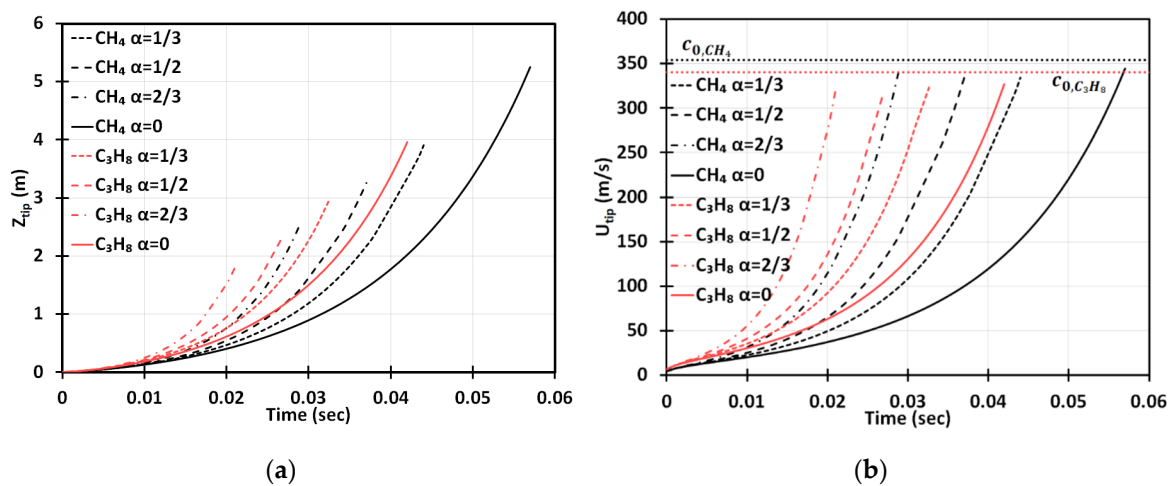 6
5
4
3
2
1
0
Z_tip (m)
CH₄ α=1/3
CH₄ α=1/2
CH₄ α=2/3
CH₄ α=0
C₃H₈ α=1/3
C₃H₈ α=1/2
C₃H₈ α=2/3
C₃H₈ α=0
0 0.01 0.02 0.03 0.04 0.05 0.06
Time (sec)
(a)
400
350
300
250
200
150
100
50
0
U_tip (m/s)
c₀,CH₄
c₀,C₃H₈
CH₄ α=1/3
CH₄ α=1/2
CH₄ α=2/3
CH₄ α=0
C₃H₈ α=1/3
C₃H₈ α=1/2
C₃H₈ α=2/3
C₃H₈ α=0
0 0.01 0.02 0.03 0.04 0.05 0.06
Time (sec)
(b)